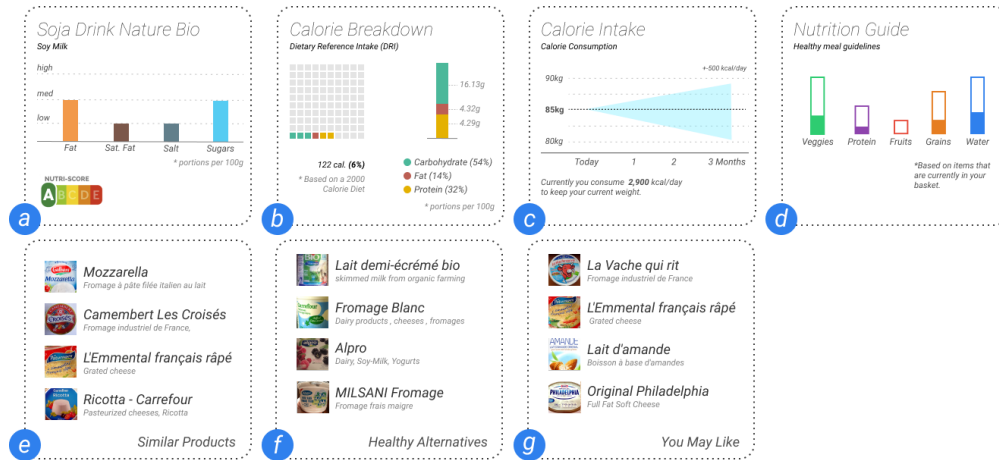 Soja Drink Nature Bio
Soy Milk
high
med
low
Fat Sat. Fat Salt Sugars
* portions per 100g
NUTRI-SCORE
A B C D E
a
Calorie Breakdown
Dietary Reference Intake (DRI)
16.13g
4.32g
4.29g
122 cal. (6%)
* Based on a 2000
Calorie Diet
Carbohydrate (54%)
Fat (14%)
Protein (32%)
* portions per 100g
b
Calorie Intake
Calorie Consumption
+-500 kcal/day
90kg
85kg
80kg
Today 1 2 3 Months
Currently you consume 2,900 kcal/day
to keep your current weight.
c
Nutrition Guide
Healthy meal guidelines
Veggies Protein Fruits Grains Water
*Based on items that
are currently in your
basket.
d
Mozzarella
Fromage à pâte filée italien au lait
Camembert Les Croisés
Fromage industriel de France,
L'Emmental français râpé
Grated cheese
Ricotta - Carrefour
Pasteurized cheeses, Ricotta
e
Similar Products
Lait demi-écrémé bio
skimmed milk from organic farming
Fromage Blanc
Dairy products , cheeses , fromages
Alpro
Dairy, Soy-Milk, Yogurts
MILSANI Fromage
Fromage frais maigre
f
Healthy Alternatives
La Vache qui rit
Fromage industriel de France
L'Emmental français râpé
Grated cheese
AMANDE
Lait d'amande
Boisson à base d'amandes
PHILADELPHIA
Original Philadelphia
Full Fat Soft Cheese
g
You May Like